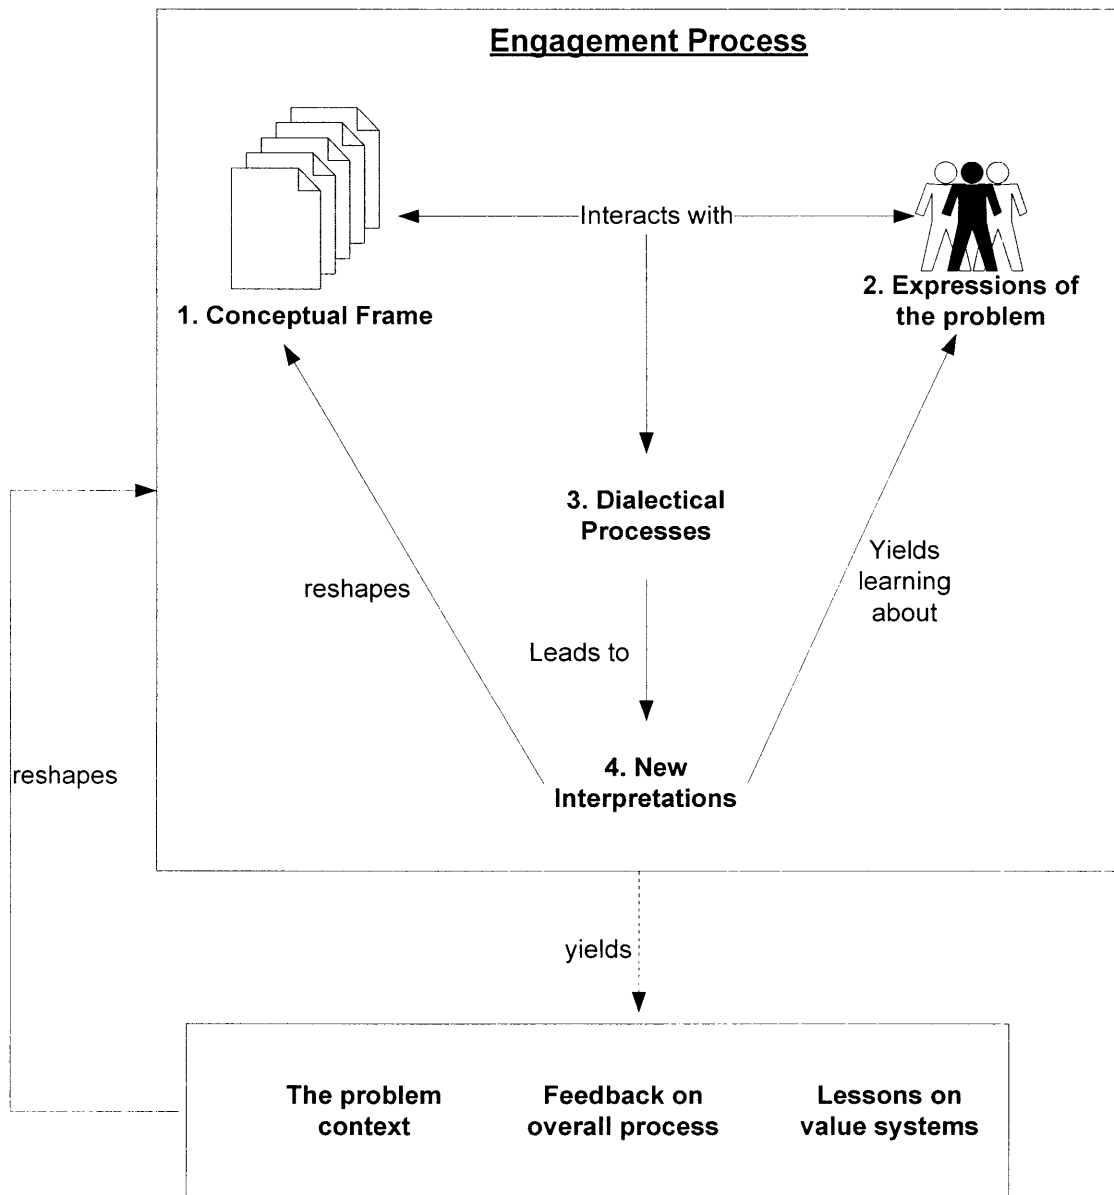 Engagement Process
Interacts with
1. Conceptual Frame
2. Expressions of
the problem
3. Dialectical
Processes
reshapes
Yields
learning
about
Leads to
4. New
Interpretations
reshapes
yields
The problem
context
Feedback on
overall process
Lessons on
value systems